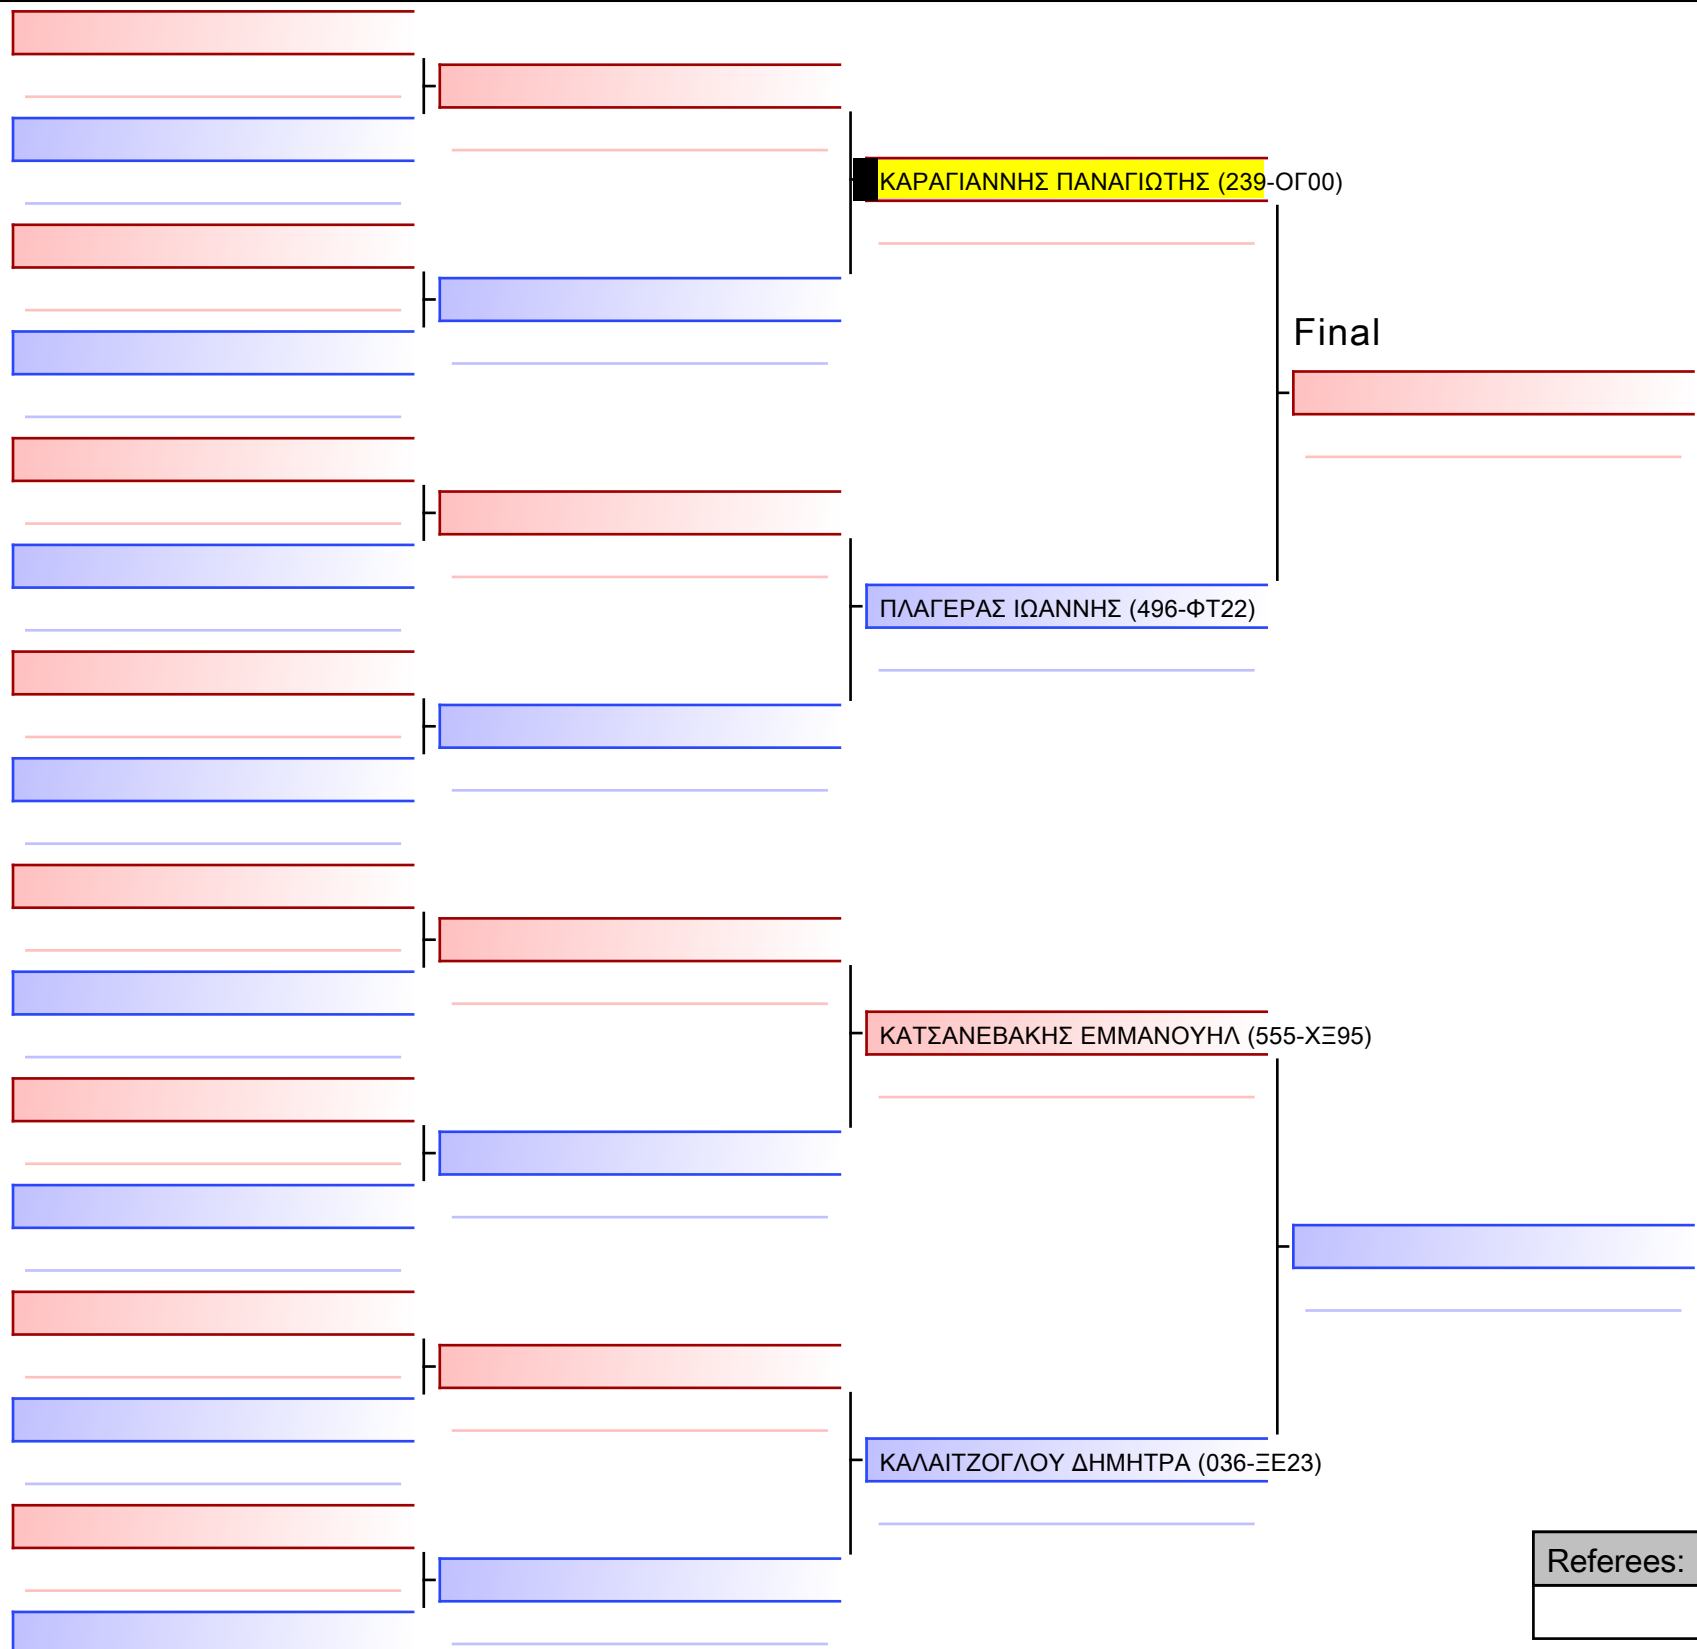 ΚΑΡΑΓΙΑΝΝΗΣ ΠΑΝΑΓΙΩΤΗΣ (239-ΟΓ00)
Final
ΠΛΑΓΕΡΑΣ ΙΩΑΝΝΗΣ (496-ΦΤ22)
ΚΑΤΣΑΝΕΒΑΚΗΣ ΕΜΜΑΝΟΥΗΛ (555-ΧΞ95)
ΚΑΛΑΙΤΖΟΓΛΟΥ ΔΗΜΗΤΡΑ (036-ΞΕ23)
Referees: